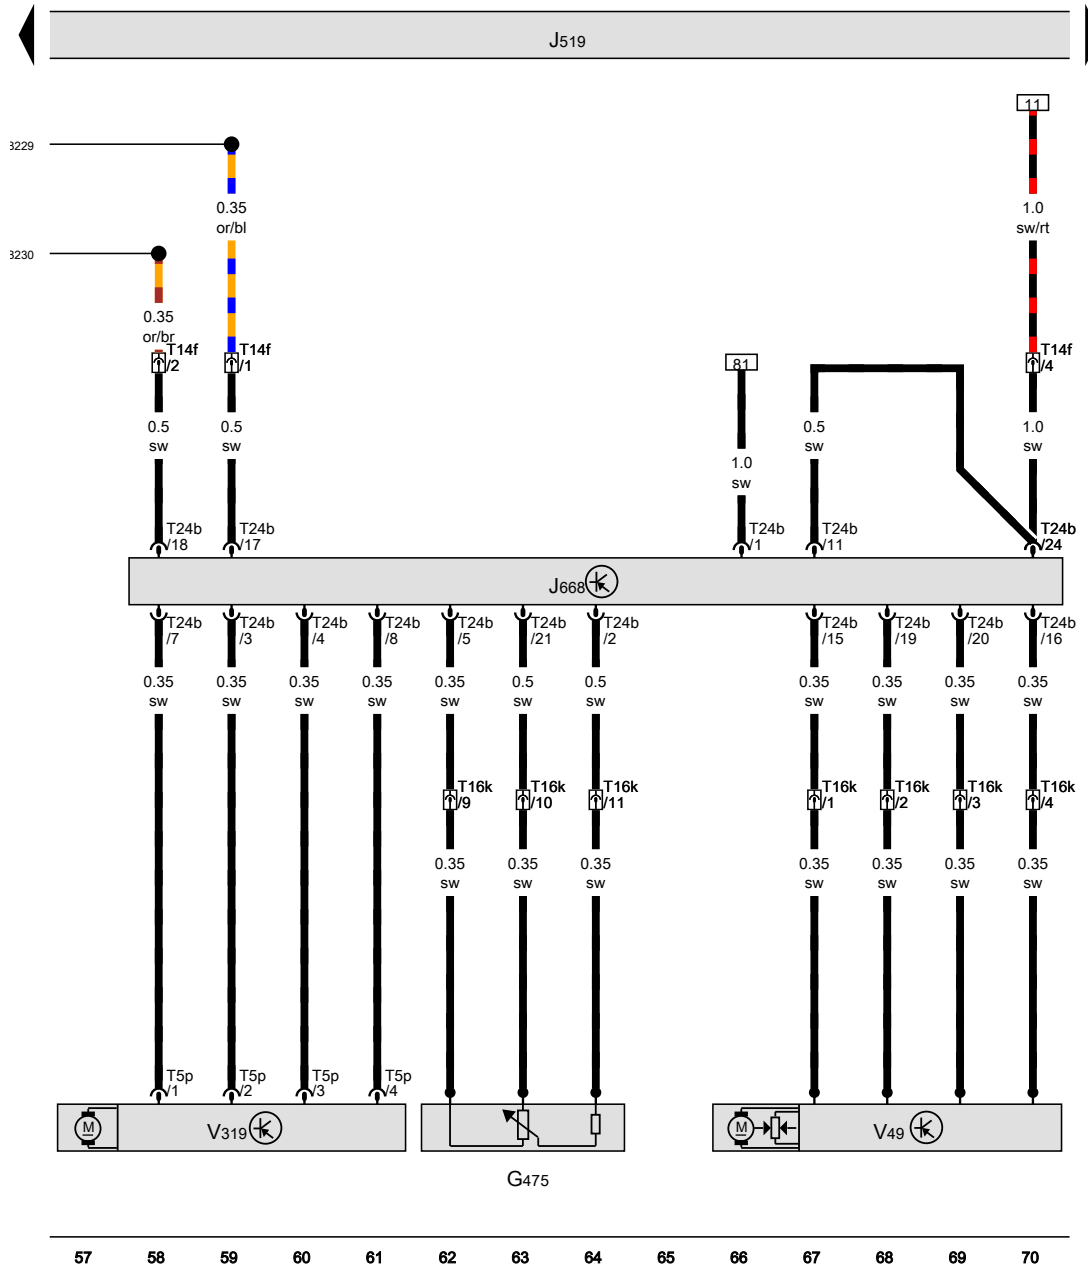 J519
11
3229
0.35
or/bl
1.0
sw/rt
3230
0.35
or/br
T14f
/2
T14f
/1
81
T14f
/4
0.5
sw
0.5
sw
1.0
sw
0.5
sw
1.0
sw
T24b
/18
T24b
/17
T24b
/1
T24b
/11
T24b
/24
J668
T24b
/7
T24b
/3
T24b
/4
T24b
/8
T24b
/5
T24b
/21
T24b
/2
T24b
/15
T24b
/19
T24b
/20
T24b
/16
0.35
sw
0.35
sw
0.35
sw
0.35
sw
0.35
sw
0.5
sw
0.5
sw
0.35
sw
0.35
sw
0.35
sw
0.35
sw
T16k
/9
T16k
/10
T16k
/11
T16k
/1
T16k
/2
T16k
/3
T16k
/4
0.35
sw
0.35
sw
0.35
sw
0.35
sw
0.35
sw
0.35
sw
0.35
sw
T5p
/1
T5p
/2
T5p
/3
T5p
/4
M
V319
M
V49
G475
57 58 59 60 61 62 63 64 65 66 67 68 69 70